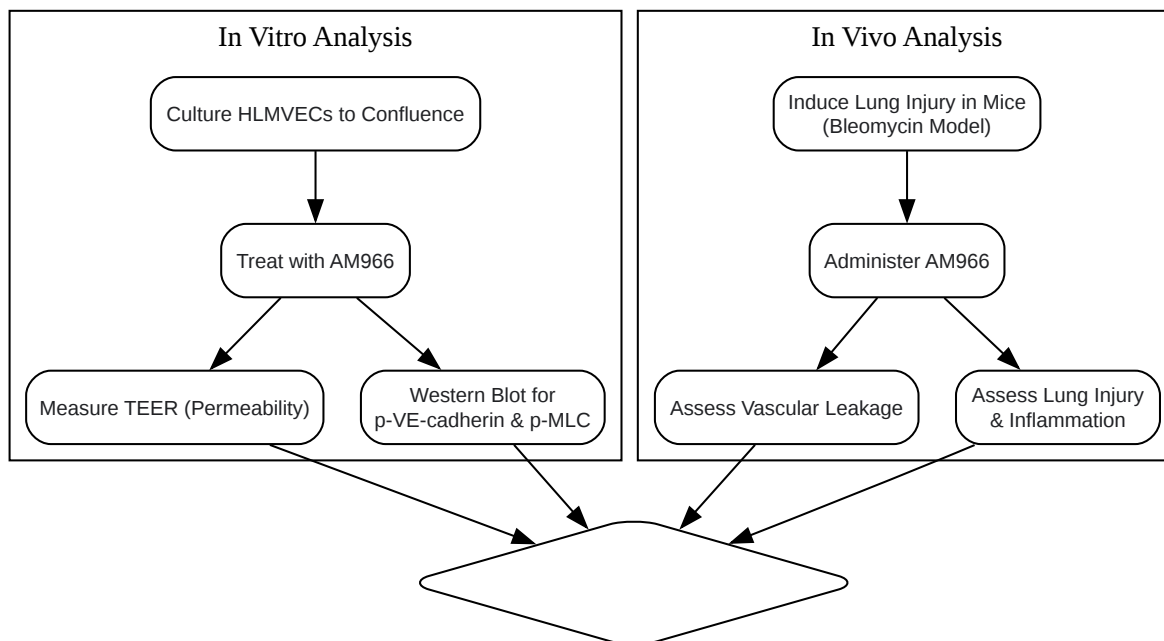 In Vitro Analysis
Culture HLMVECs to Confluence
Treat with AM966
Measure TEER (Permeability)
Western Blot for
p-VE-cadherin & p-MLC
In Vivo Analysis
Induce Lung Injury in Mice
(Bleomycin Model)
Administer AM966
Assess Vascular Leakage
Assess Lung Injury
& Inflammation